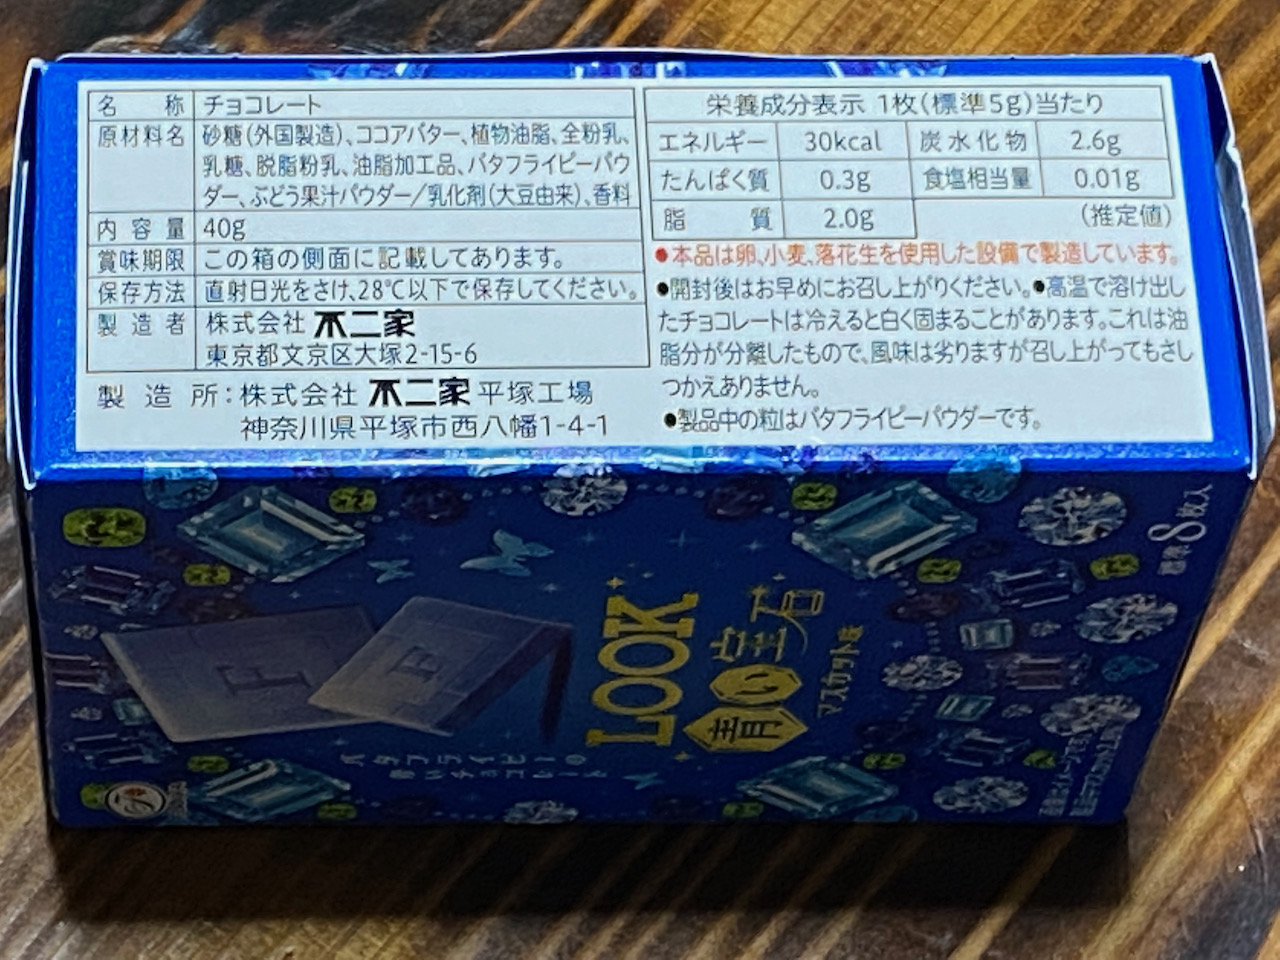 名称 チョコレート
原材料名 砂糖(外国製造)、ココアバター、植物油脂、全粉乳、
乳糖、脱脂粉乳、油脂加工品、バタフライピーパウ
ダー、ぶどう果汁パウダー/乳化剤(大豆由来)、香料
内容量 40g
賞味期限 この箱の側面に記載してあります。
保存方法 直射日光をさけ、28℃以下で保存してください。
製造者 株式会社 不二家
東京都文京区大塚2-15-6
製造所:株式会社 不二家 平塚工場
神奈川県平塚市西八幡1-4-1
栄養成分表示 1枚(標準5g)当たり
エネルギー 30kcal 炭水化物 2.6g
たんぱく質 0.3g 食塩相当量 0.01g
脂質 2.0g (推定値)
●本品は卵、小麦、落花生を使用した設備で製造しています。
●開封後はお早めにお召し上がりください。●高温で溶け出し
たチョコレートは冷えると白く固まることがあります。これは油
脂分が分離したもので、風味は劣りますが召し上がってもさし
つかえありません。
●製品中の粒はバタフライピーパウダーです。
LOOK
青い宝石
マスカット味
バタフライピーの
青いチョコレート
標準8枚入
F
F